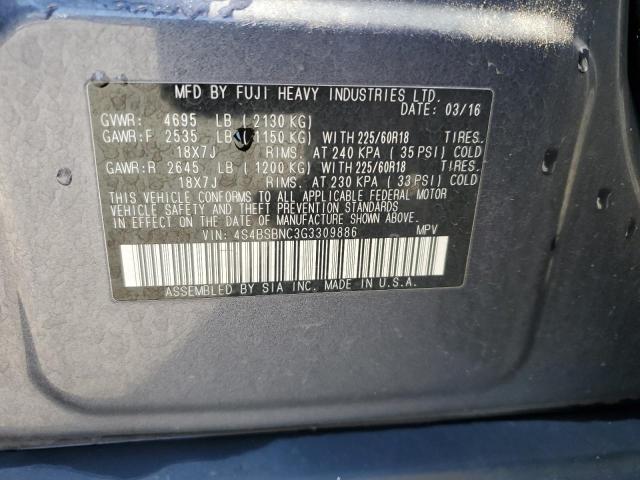 MFD BY FUJI HEAVY INDUSTRIES LTD.
DATE: 03/16
GVWR: 4695 LB ( 2130 KG)
GAWR:F 2535 LB 1150 KG) WITH 225/60R18 TIRES.
18X7J RIMS. AT 240 KPA ( 35 PSI) COLD
GAWR:R 2645 LB ( 1200 KG) WITH 225/60R18 TIRES.
18X7J RIMS. AT 230 KPA ( 33 PSI) COLD
THIS VEHICLE CONFORMS TO ALL APPLICABLE FEDERAL MOTOR
VEHICLE SAFETY AND THEFT PREVENTION STANDARDS
IN EFFECT ON THE DATE OF MANUFACTURE SHOWN ABOVE.
VIN: 4S4BSBNC3G3309886 MPV
ASSEMBLED BY SIA INC. MADE IN U.S.A.